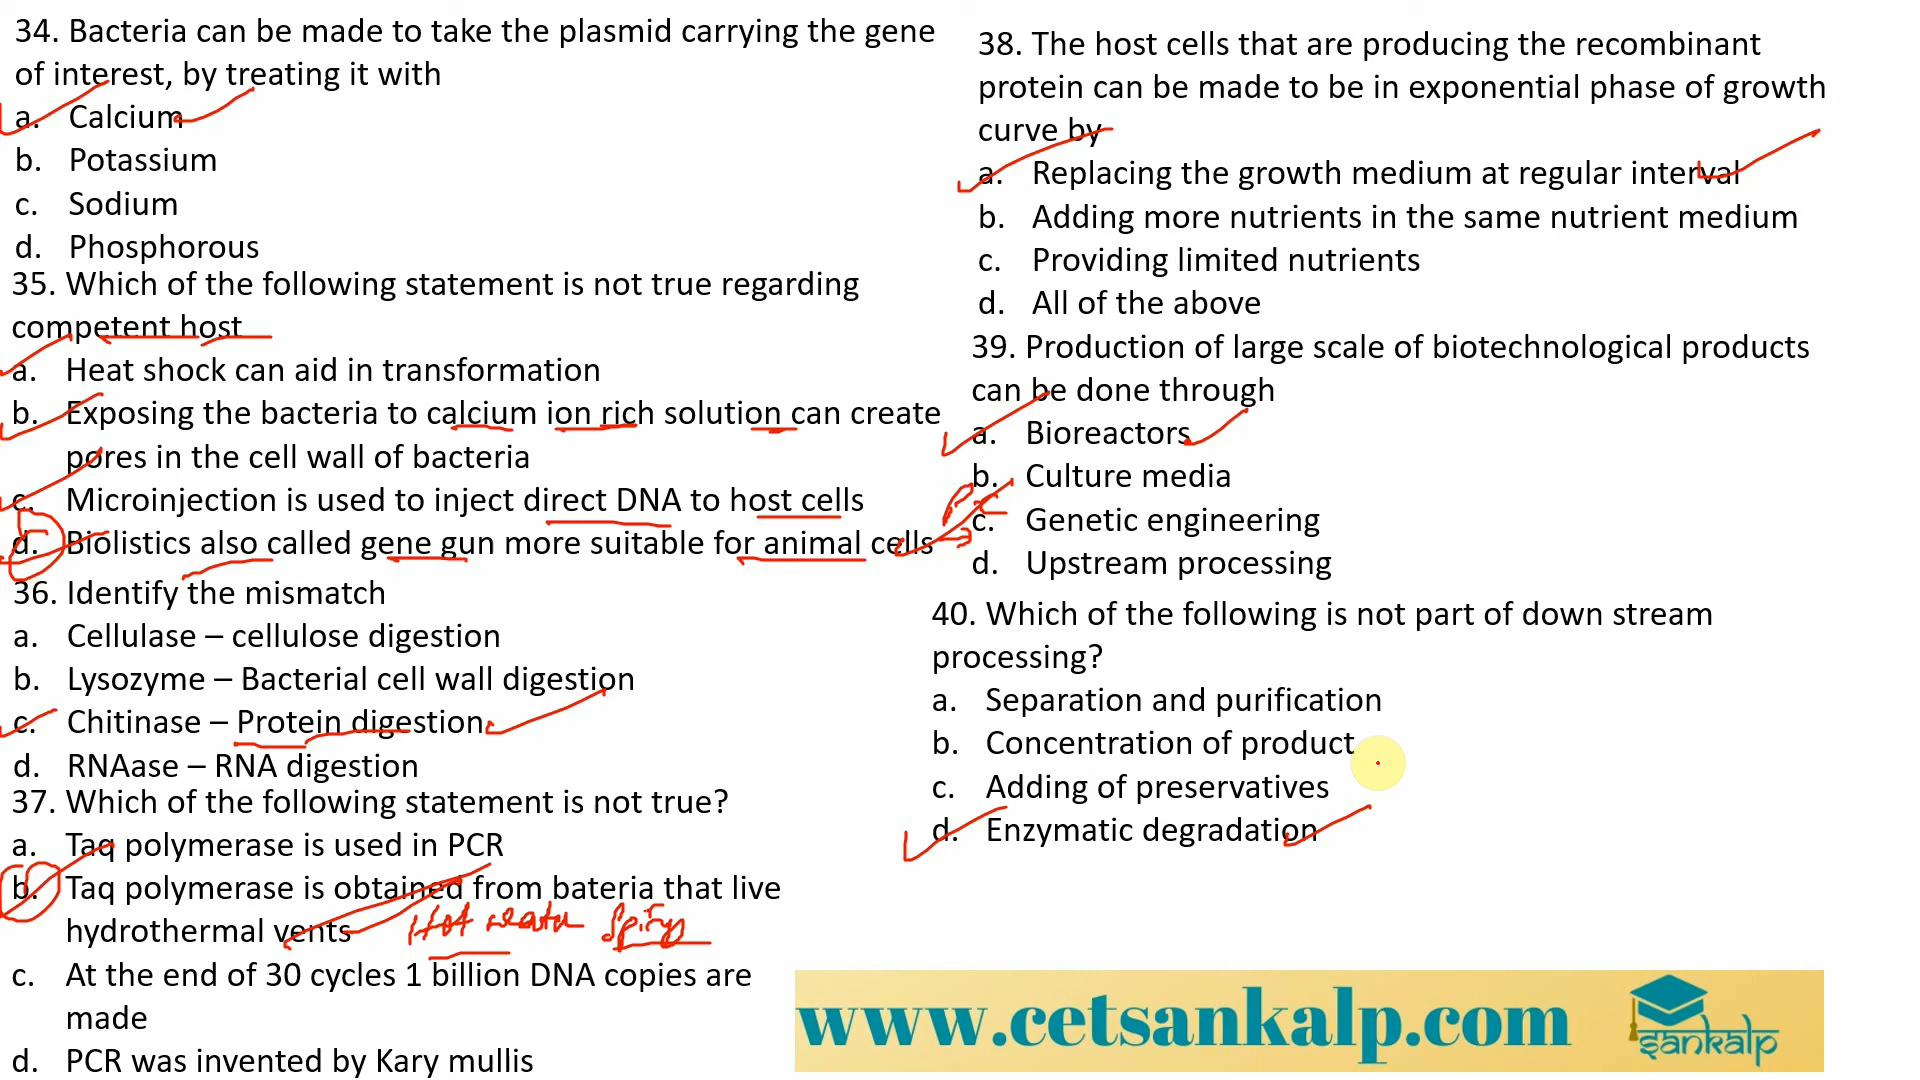 34. Bacteria can be made to take the plasmid carrying the gene
of interest, by treating it with
a. Calcium
b. Potassium
c. Sodium
d. Phosphorous
35. Which of the following statement is not true regarding
competent host
a. Heat shock can aid in transformation
b. Exposing the bacteria to calcium ion rich solution can create
pores in the cell wall of bacteria
c. Microinjection is used to inject direct DNA to host cells
d. Biolistics also called gene gun more suitable for animal cells
36. Identify the mismatch
a. Cellulase – cellulose digestion
b. Lysozyme – Bacterial cell wall digestion
c. Chitinase – Protein digestion
d. RNAase – RNA digestion
37. Which of the following statement is not true?
a. Taq polymerase is used in PCR
b. Taq polymerase is obtained from bateria that live
hydrothermal vents
Hot water Spring
c. At the end of 30 cycles 1 billion DNA copies are
made
d. PCR was invented by Kary mullis
38. The host cells that are producing the recombinant
protein can be made to be in exponential phase of growth
curve by
a. Replacing the growth medium at regular interval
b. Adding more nutrients in the same nutrient medium
c. Providing limited nutrients
d. All of the above
39. Production of large scale of biotechnological products
can be done through
a. Bioreactors
b. Culture media
c. Genetic engineering
d. Upstream processing
40. Which of the following is not part of down stream
processing?
a. Separation and purification
b. Concentration of product
c. Adding of preservatives
d. Enzymatic degradation
www.cetsankalp.com
sankalp